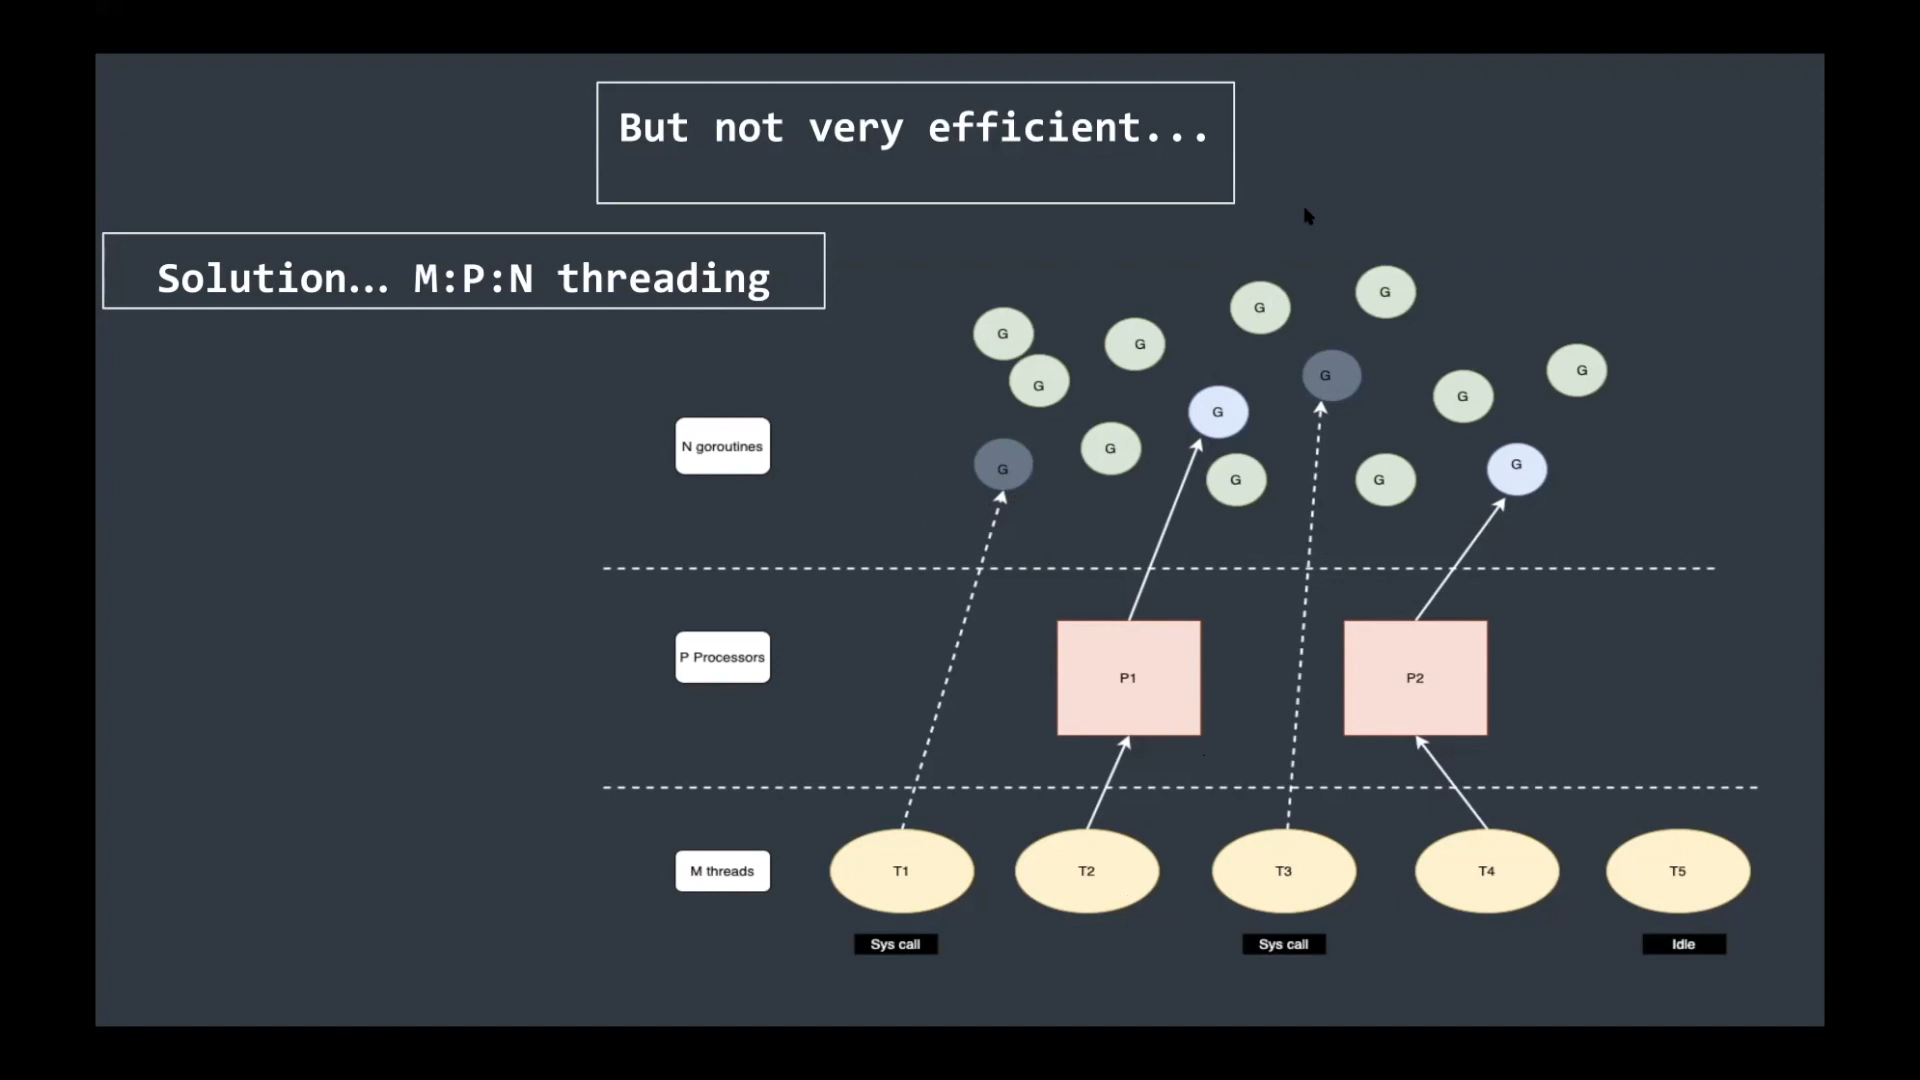 But not very efficient...
Solution... M:P:N threading
G
G
G
G
G
G
G
G
G
G
G
G
G
G
N goroutines
P Processors
P1
P2
M threads
T1
T2
T3
T4
T5
Sys call
Sys call
Idle